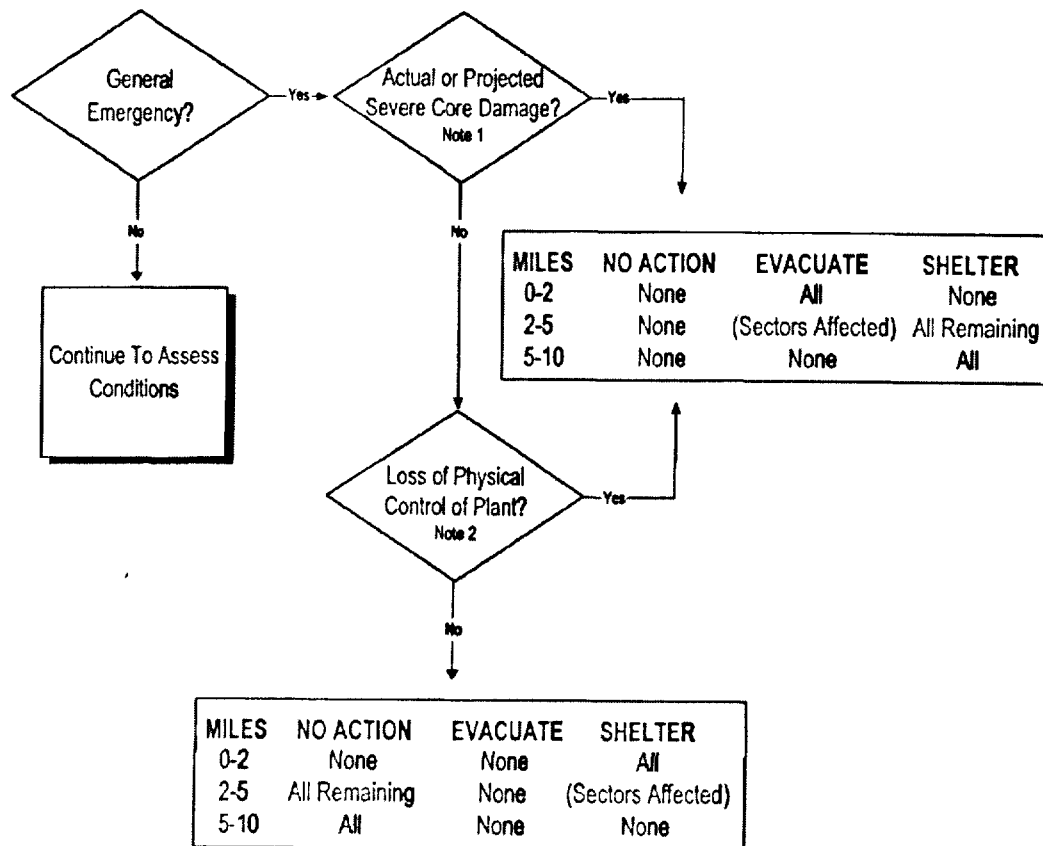 General
Emergency?
Yes
Actual or Projected
Severe Core Damage?
Note 1
Yes
No
No
Continue To Assess
Conditions
MILES NO ACTION EVACUATE SHELTER
0-2 None All None
2-5 None (Sectors Affected) All Remaining
5-10 None None All
Loss of Physical
Control of Plant?
Note 2
Yes
No
MILES NO ACTION EVACUATE SHELTER
0-2 None None All
2-5 All Remaining None (Sectors Affected)
5-10 All None None